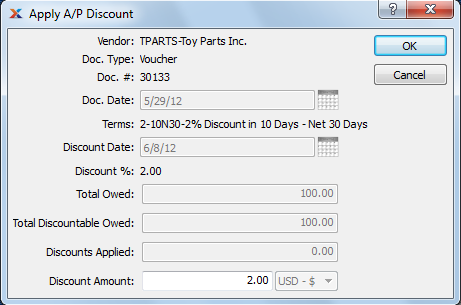 Apply A/P Discount
Vendor: TPARTS-Toy Parts Inc.
OK
Doc. Type: Voucher
Cancel
Doc. #: 30133
Doc. Date: 5/29/12
Terms: 2-10N30-2% Discount in 10 Days - Net 30 Days
Discount Date: 6/8/12
Discount %: 2.00
Total Owed: 100.00
Total Discountable Owed: 100.00
Discounts Applied: 0.00
Discount Amount: 2.00 USD - $